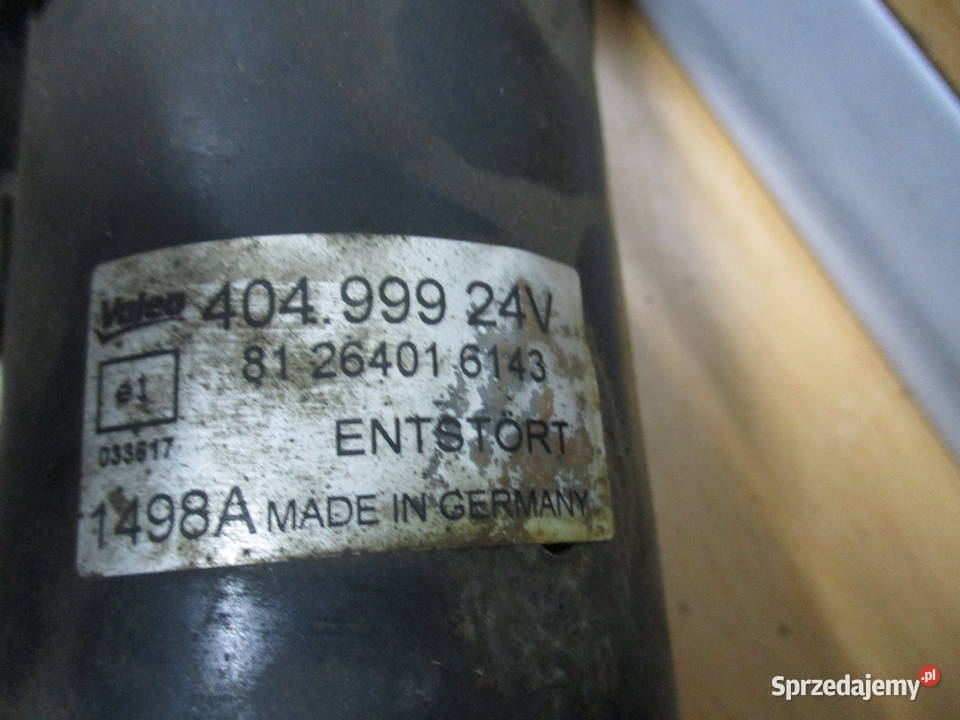 Valeo 404.999 24V
81 26401 6143
e1
ENTSTÖRT
033617
1498A MADE IN GERMANY
Sprzedajemy.pl